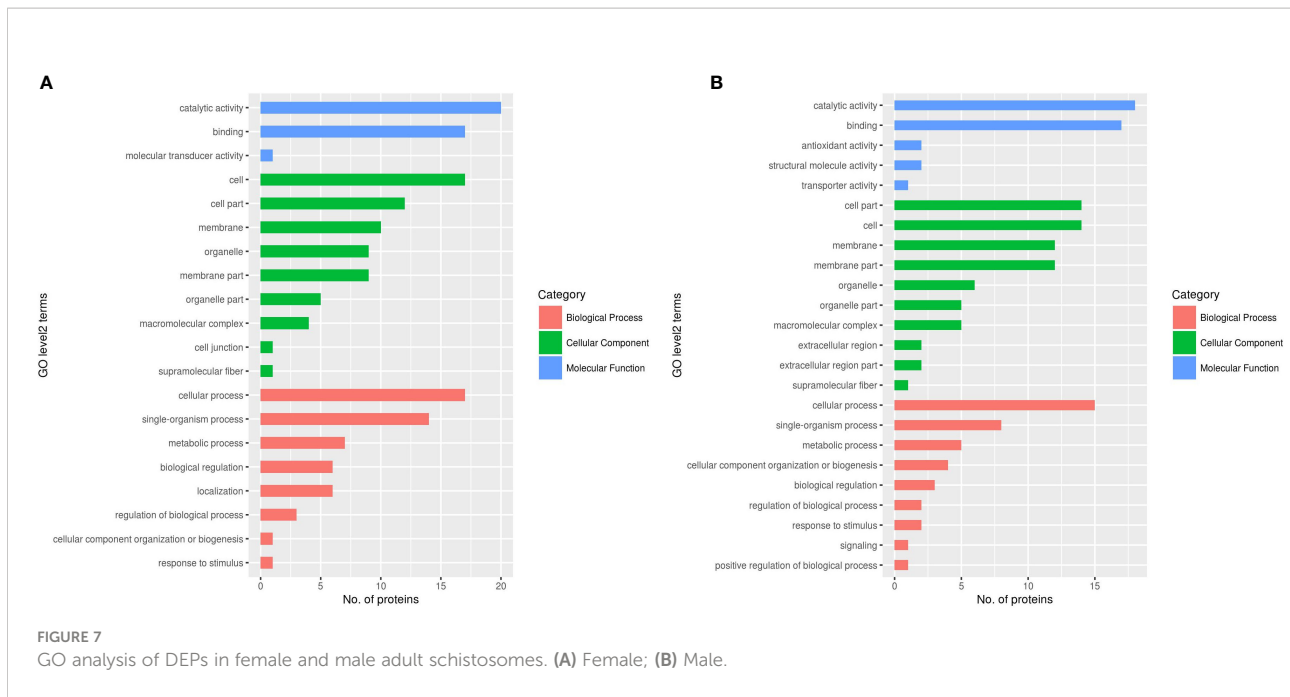 A
catalytic activity
binding
molecular transducer activity
cell
cell part
membrane
organelle
membrane part
organelle part
macromolecular complex
cell junction
supramolecular fiber
cellular process
single-organism process
metabolic process
biological regulation
localization
regulation of biological process
cellular component organization or biogenesis
response to stimulus
GO level2 terms
0 5 10 15 20
No. of proteins
Category
Biological Process
Cellular Component
Molecular Function
B
catalytic activity
binding
antioxidant activity
structural molecule activity
transporter activity
cell part
cell
membrane
membrane part
organelle
organelle part
macromolecular complex
extracellular region
extracellular region part
supramolecular fiber
cellular process
single-organism process
metabolic process
cellular component organization or biogenesis
biological regulation
regulation of biological process
response to stimulus
signaling
positive regulation of biological process
GO level2 terms
0 5 10 15
No. of proteins
Category
Biological Process
Cellular Component
Molecular Function
FIGURE 7
GO analysis of DEPs in female and male adult schistosomes. (A) Female; (B) Male.